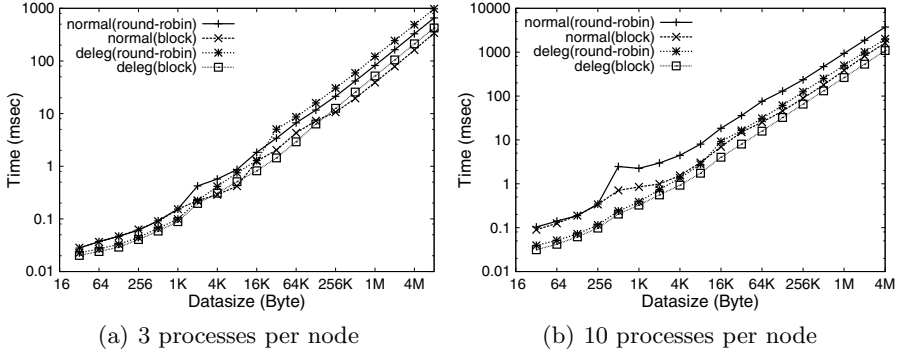 1000
100
10
1
0.1
0.01
Time (msec)
normal(round-robin)
normal(block)
deleg(round-robin)
deleg(block)
16 64 256 1K 4K 16K 64K 256K 1M 4M
Datasize (Byte)
(a) 3 processes per node
10000
1000
100
10
1
0.1
0.01
Time (msec)
normal(round-robin)
normal(block)
deleg(round-robin)
deleg(block)
16 64 256 1K 4K 16K 64K 256K 1M 4M
Datasize (Byte)
(b) 10 processes per node